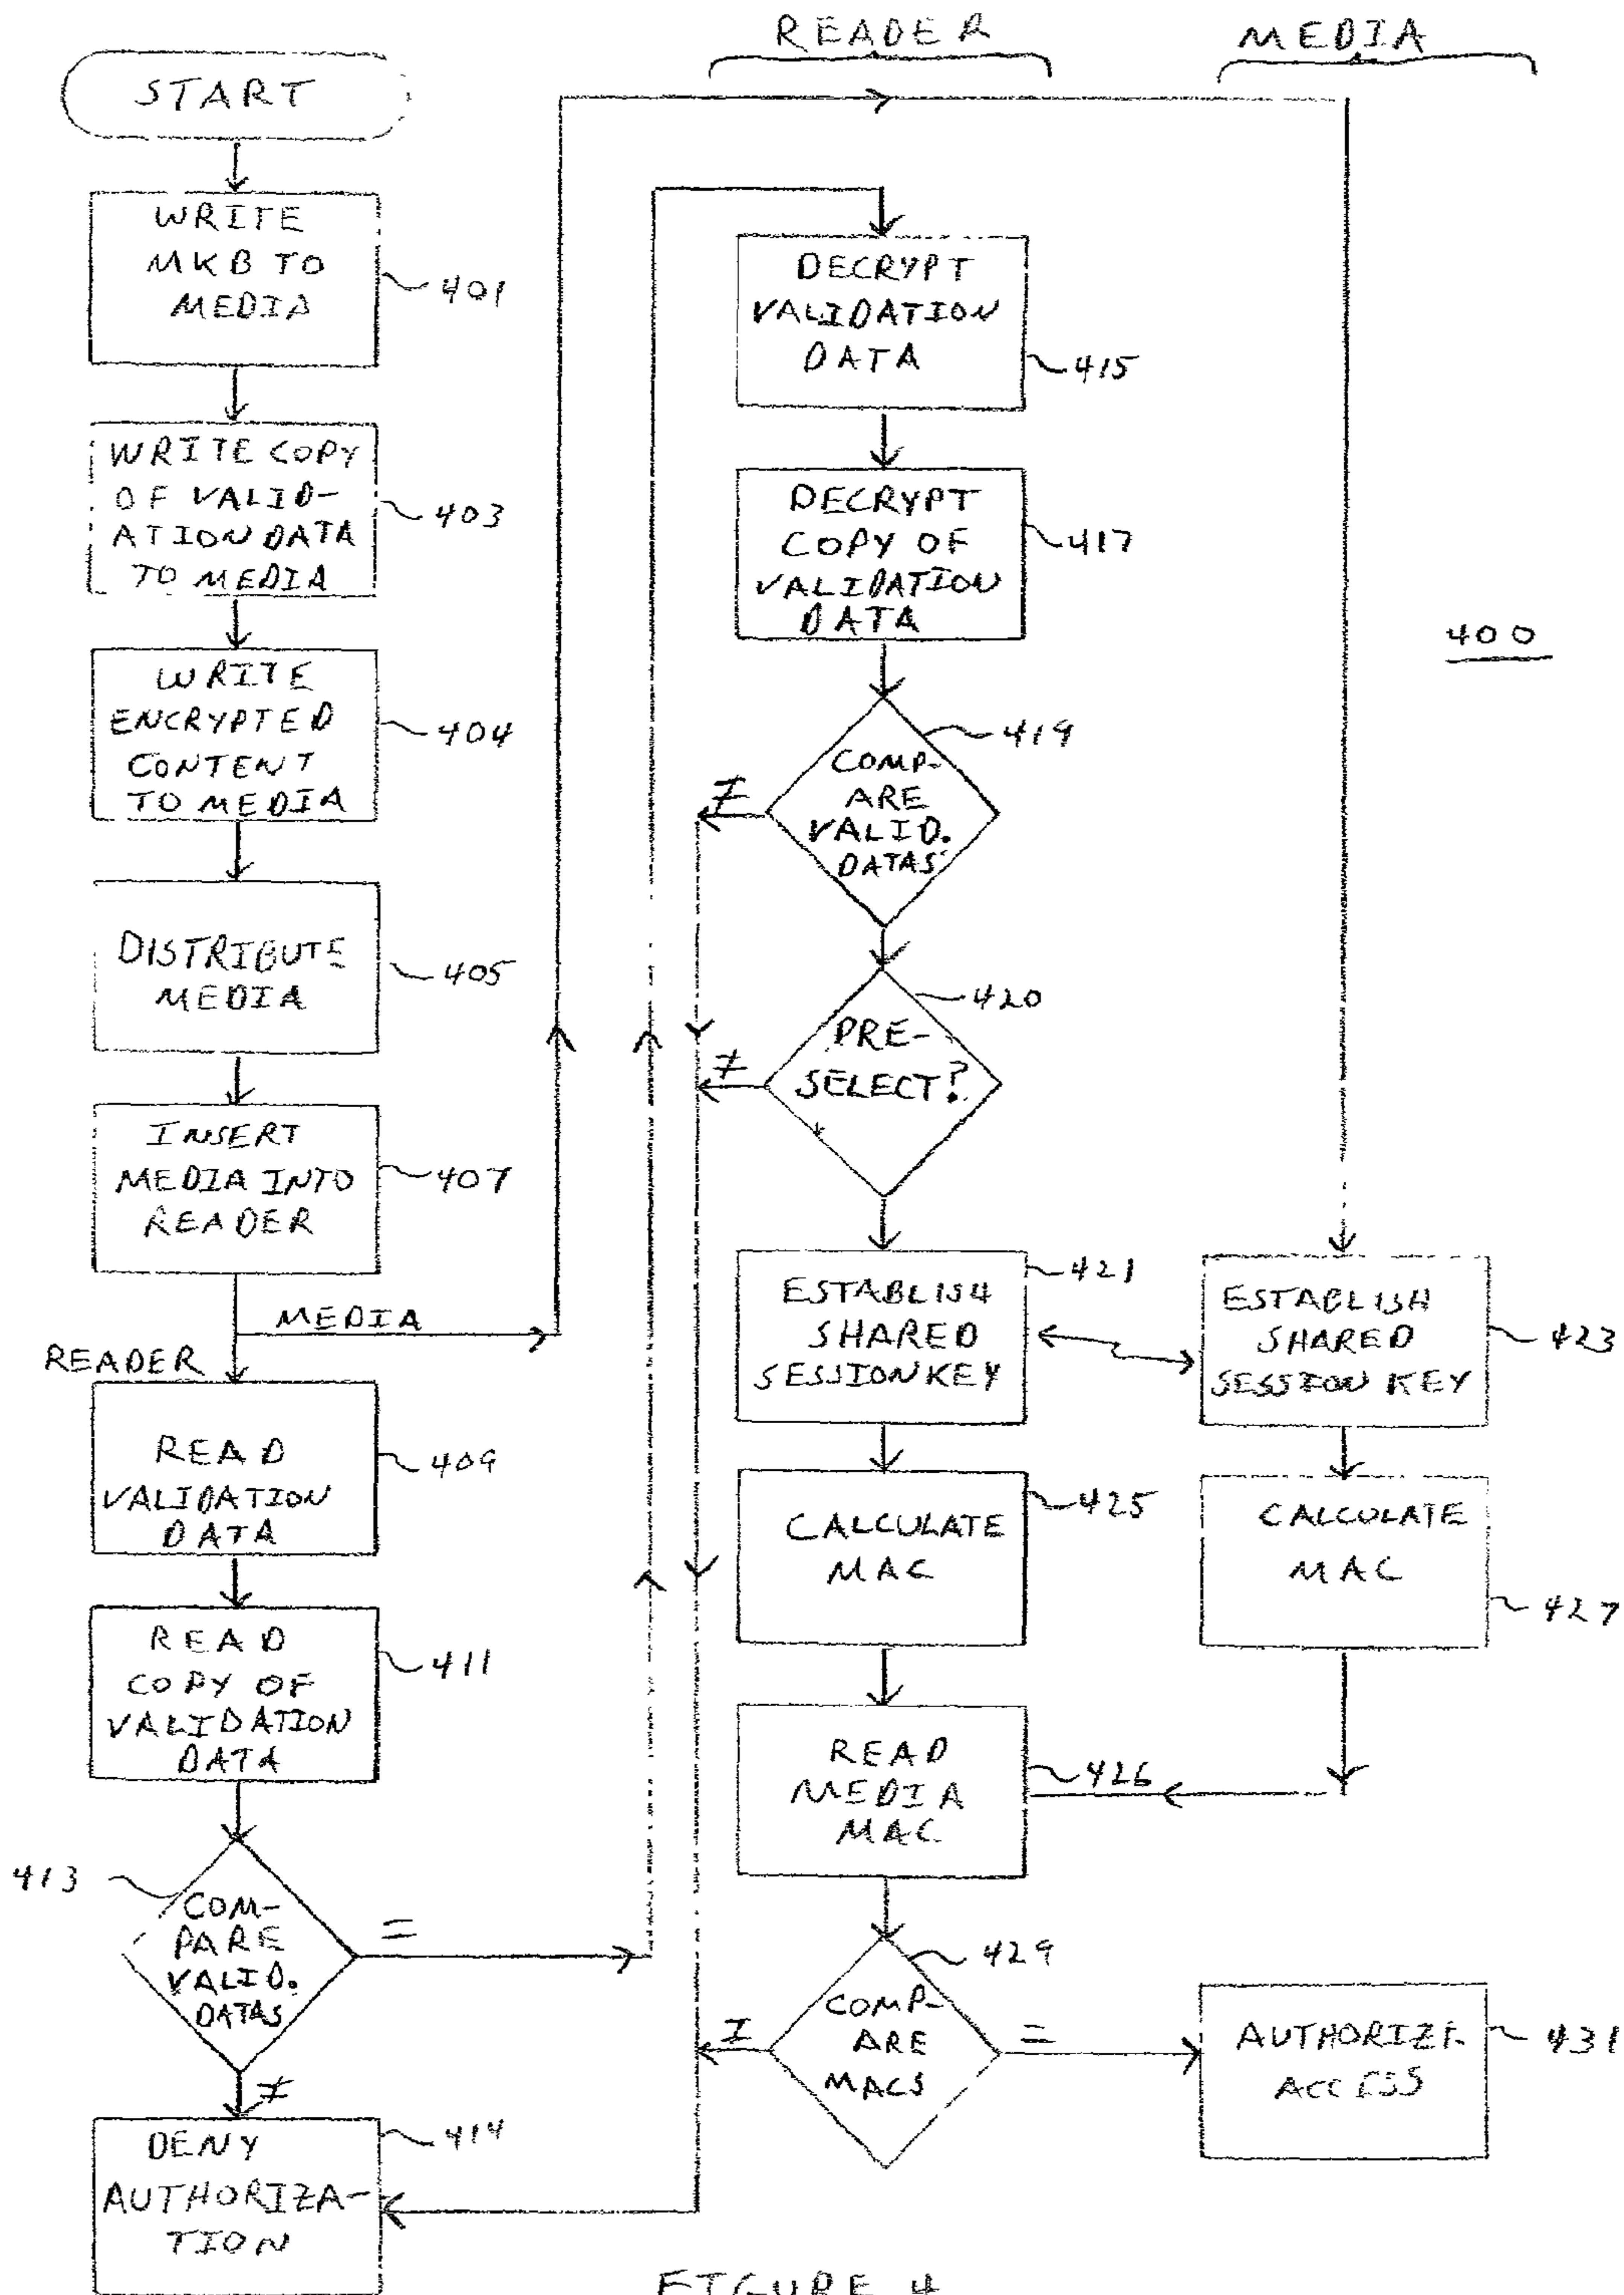 READER
MEDIA
START
WRITE
MKB TO
MEDIA
401
WRITE COPY
OF VALID-
ATION DATA
TO MEDIA
403
WRITE
ENCRYPTED
CONTENT
TO MEDIA
404
DISTRIBUTE
MEDIA
405
INSERT
MEDIA INTO
READER
407
MEDIA
READER
READ
VALIDATION
DATA
409
READ
COPY OF
VALIDATION
DATA
411
413
COM-
PARE
VALID.
DATAS
=
≠
DENY
AUTHORIZA-
TION
414
DECRYPT
VALIDATION
DATA
415
DECRYPT
COPY OF
VALIDATION
DATA
417
400
419
COMP-
ARE
VALID.
DATAS
≠
420
PRE-
SELECT?
≠
ESTABLISH
SHARED
SESSION KEY
421
ESTABLISH
SHARED
SESSION KEY
423
CALCULATE
MAC
425
CALCULATE
MAC
427
READ
MEDIA
MAC
426
429
COMP-
ARE
MACS
≠
=
AUTHORIZE
ACCESS
431
FIGURE 4